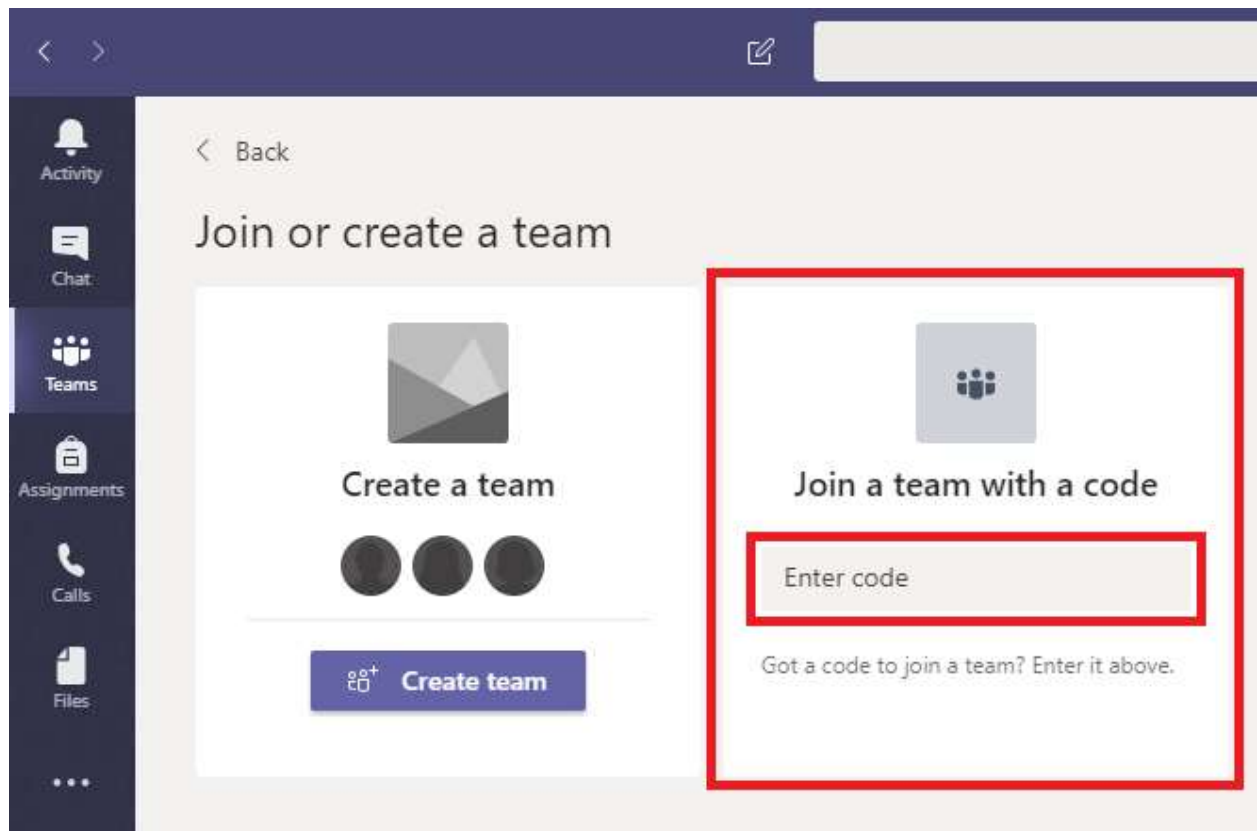 Activity
Chat
Teams
Assignments
Calls
Files
Back
Join or create a team
Create a team
Create team
Join a team with a code
Enter code
Got a code to join a team? Enter it above.